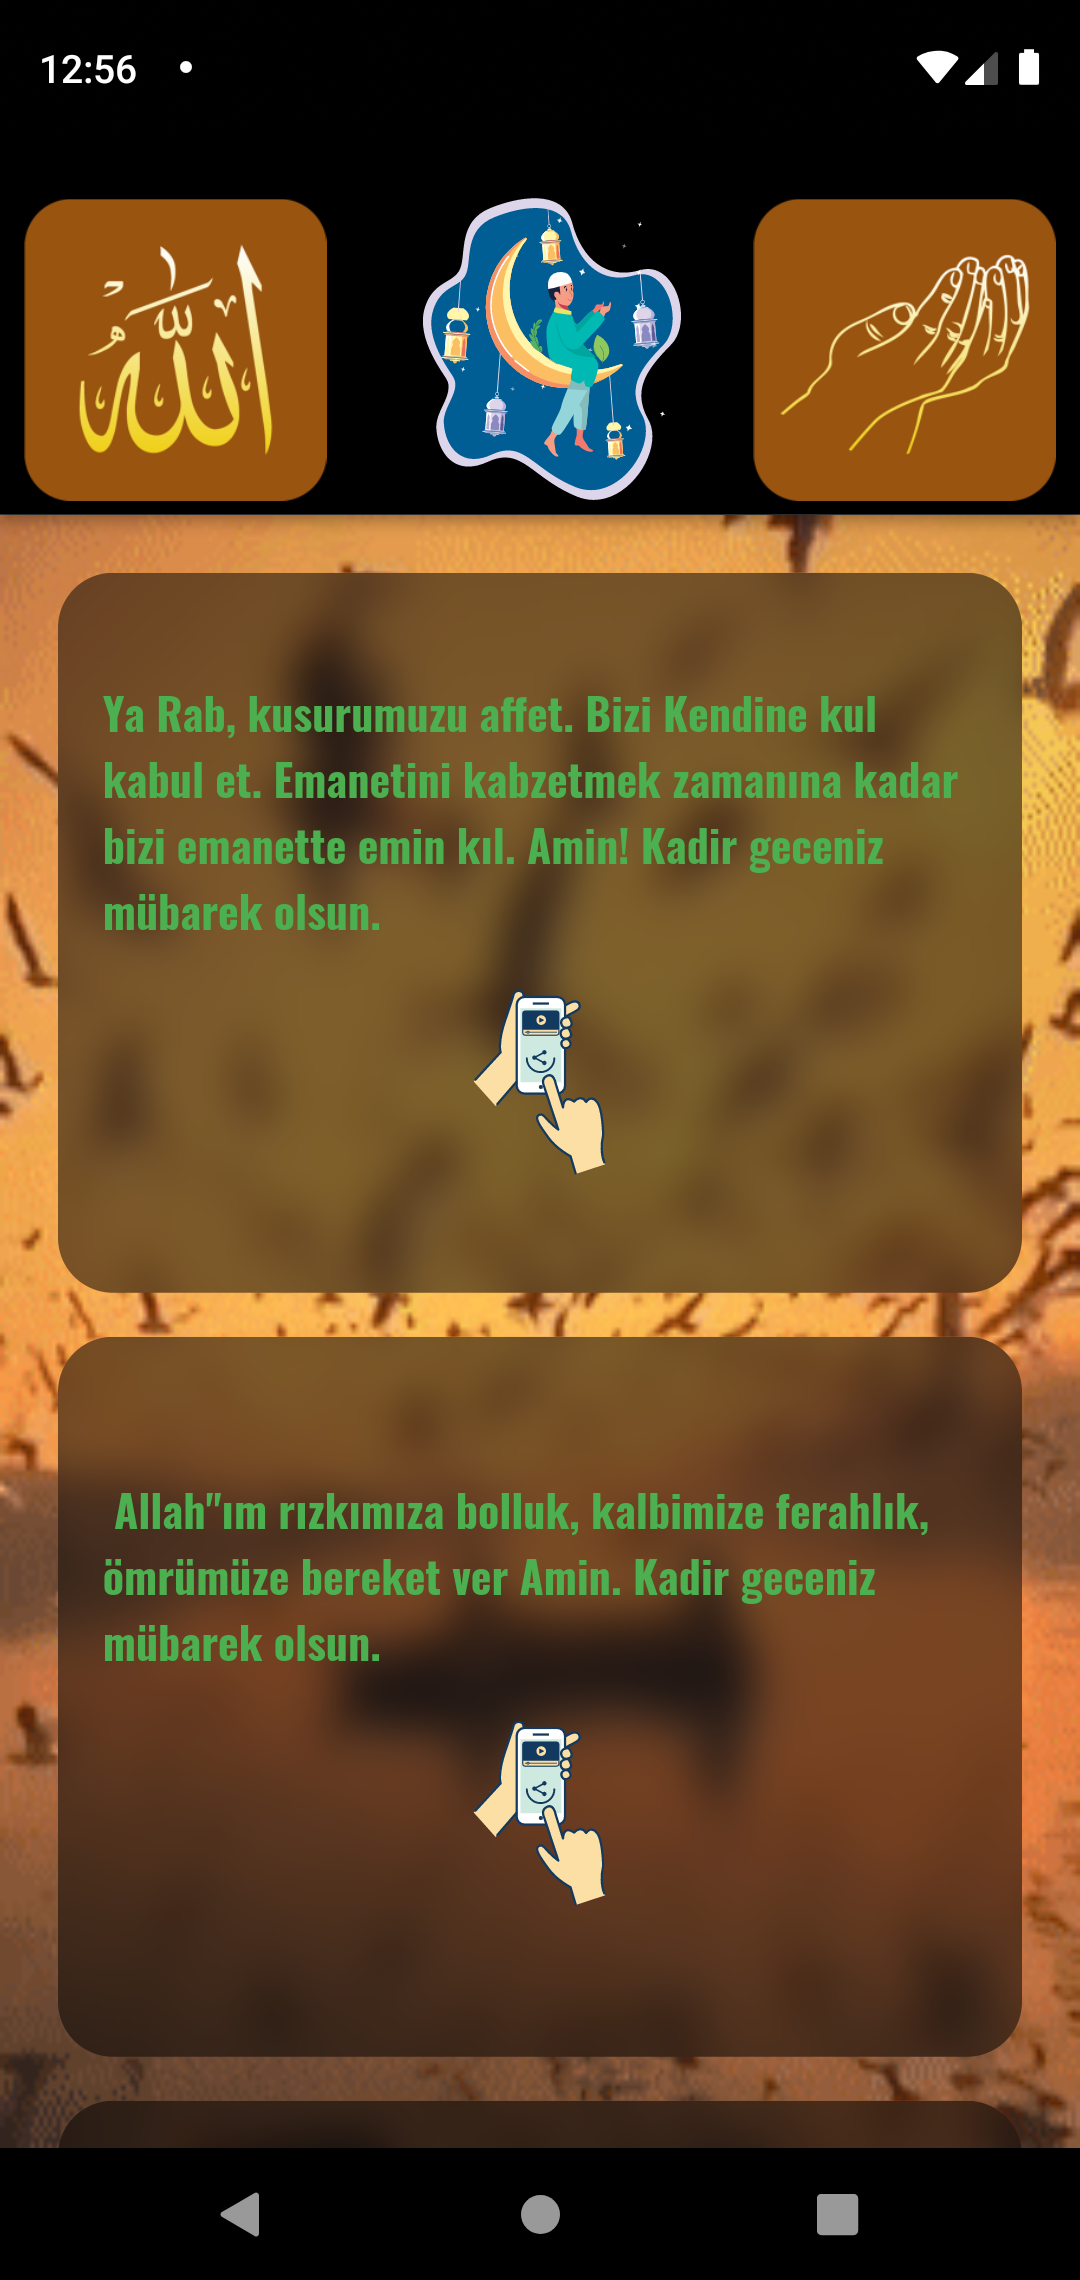 12:56
الله
Ya Rab, kusurumuzu affet. Bizi Kendine kul
kabul et. Emanetini kabzetmek zamanına kadar
bizi emanette emin kıl. Amin! Kadir geceniz
mübarek olsun.
Allah"ım rızkımıza bolluk, kalbimize ferahlık,
ömrümüze bereket ver Amin. Kadir geceniz
mübarek olsun.